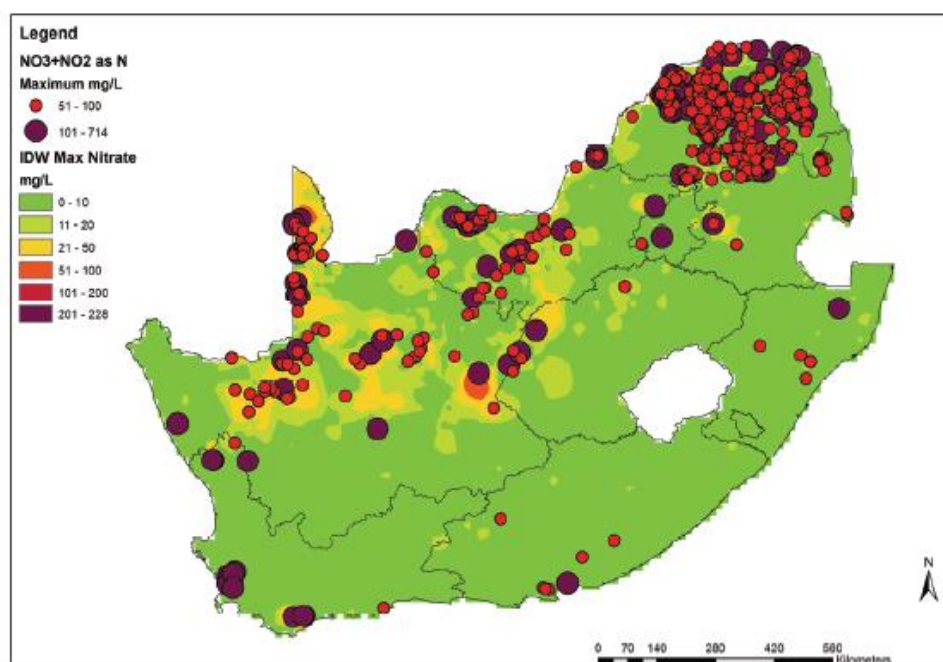 Legend
NO3+NO2 as N
Maximum mg/L
51 - 100
101 - 714
IDW Max Nitrate
mg/L
0 - 10
11 - 20
21 - 50
51 - 100
101 - 200
201 - 228
N
0 70 140 280 420 560
Kilometers